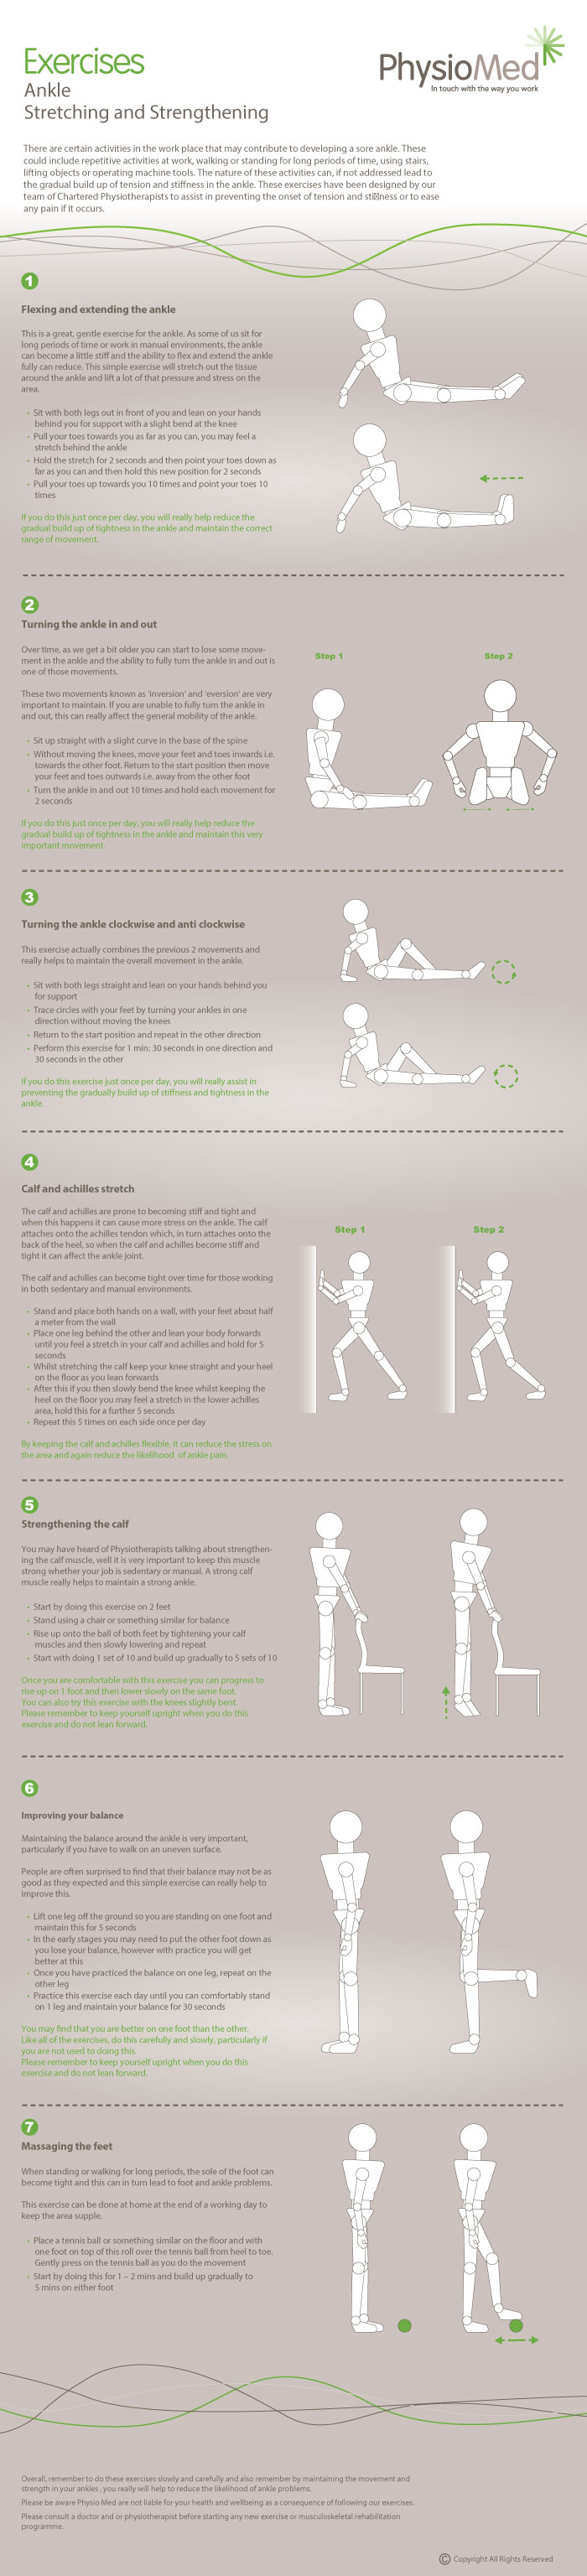 Exercises
Ankle
Stretching and Strengthening
PhysioMed
In touch with the way you work
There are certain activities in the work place that may contribute to developing a sore ankle. These
could include repetitive activities at work, walking or standing for long periods of time, using stairs,
lifting objects or operating machine tools. The nature of these activities can, if not addressed lead to
the gradual build up of tension and stiffness in the ankle. These exercises have been designed by our
team of Chartered Physiotherapists to assist in preventing the onset of tension and sti☒ness or to ease
any pain if it occurs.
1
Flexing and extending the ankle
This is a great, gentle exercise for the ankle. As some of us sit for
long periods of time or work in manual environments, the ankle
can become a little stiff and the ability to flex and extend the ankle
fully can reduce. This simple exercise will stretch out the tissue
around the ankle and lift a lot of that pressure and stress on the
area.
• Sit with both legs out in front of you and lean on your hands
behind you for support with a slight bend at the knee
• Pull your toes towards you as far as you can, you may feel a
stretch behind the ankle
• Hold the stretch for 2 seconds and then point your toes down as
far as you can and then hold this new position for 2 seconds
• Pull your toes up towards you 10 times and point your toes 10
times
If you do this just once per day, you will really help reduce the
gradual build up of tightness in the ankle and maintain the correct
range of movement.
2
Turning the ankle in and out
Over time, as we get a bit older you can start to lose some move-
ment in the ankle and the ability to fully turn the ankle in and out is
one of those movements.
These two movements known as 'inversion' and 'eversion' are very
important to maintain. If you are unable to fully turn the ankle in
and out, this can really affect the general mobility of the ankle.
• Sit up straight with a slight curve in the base of the spine
• Without moving the knees, move your feet and toes inwards i.e.
towards the other foot. Return to the start position then move
your feet and toes outwards i.e. away from the other foot
• Turn the ankle in and out 10 times and hold each movement for
2 seconds
If you do this just once per day, you will really help reduce the
gradual build up of tightness in the ankle and maintain this very
important movement.
Step 1
Step 2
3
Turning the ankle clockwise and anti clockwise
This exercise actually combines the previous 2 movements and
really helps to maintain the overall movement in the ankle.
• Sit with both legs straight and lean on your hands behind you
for support
• Trace circles with your feet by turning your ankles in one
direction without moving the knees
• Return to the start position and repeat in the other direction
• Perform this exercise for 1 min: 30 seconds in one direction and
30 seconds in the other
If you do this exercise just once per day, you will really assist in
preventing the gradually build up of stiffness and tightness in the
ankle.
4
Calf and achilles stretch
The calf and achilles are prone to becoming stiff and tight and
when this happens it can cause more stress on the ankle. The calf
attaches onto the achilles tendon which, in turn attaches onto the
back of the heel, so when the calf and achilles become stiff and
tight it can affect the ankle joint.
The calf and achilles can become tight over time for those working
in both sedentary and manual environments.
• Stand and place both hands on a wall, with your feet about half
a meter from the wall
• Place one leg behind the other and lean your body forwards
until you feel a stretch in your calf and achilles and hold for 5
seconds
• Whilst stretching the calf keep your knee straight and your heel
on the floor as you lean forwards
• After this if you then slowly bend the knee whilst keeping the
heel on the floor you may feel a stretch in the lower achilles
area, hold this for a further 5 seconds
• Repeat this 5 times on each side once per day
By keeping the calf and achilles flexible, it can reduce the stress on
the area and again reduce the likelihood of ankle pain.
Step 1
Step 2
5
Strengthening the calf
You may have heard of Physiotherapists talking about strengthen-
ing the calf muscle, well it is very important to keep this muscle
strong whether your job is sedentary or manual. A strong calf
muscle really helps to maintain a strong ankle.
• Start by doing this exercise on 2 feet
• Stand using a chair or something similar for balance
• Rise up onto the ball of both feet by tightening your calf
muscles and then slowly lowering and repeat
• Start with doing 1 set of 10 and build up gradually to 5 sets of 10
Once you are comfortable with this exercise you can progress to
rise up on 1 foot and then lower slowly on the same foot.
You can also try this exercise with the knees slightly bent.
Please remember to keep yourself upright when you do this
exercise and do not lean forward.
6
Improving your balance
Maintaining the balance around the ankle is very important,
particularly if you have to walk on an uneven surface.
People are often surprised to find that their balance may not be as
good as they expected and this simple exercise can really help to
improve this.
• Lift one leg off the ground so you are standing on one foot and
maintain this for 5 seconds
• In the early stages you may need to put the other foot down as
you lose your balance, however with practice you will get
better at this
• Once you have practiced the balance on one leg, repeat on the
other leg
• Practice this exercise each day until you can comfortably stand
on 1 leg and maintain your balance for 30 seconds
You may find that you are better on one foot than the other.
Like all of the exercises, do this carefully and slowly, particularly if
you are not used to doing this.
Please remember to keep yourself upright when you do this
exercise and do not lean forward.
7
Massaging the feet
When standing or walking for long periods, the sole of the foot can
become tight and this can in turn lead to foot and ankle problems.
This exercise can be done at home at the end of a working day to
keep the area supple.
• Place a tennis ball or something similar on the floor and with
one foot on top of this roll over the tennis ball from heel to toe.
Gently press on the tennis ball as you do the movement
• Start by doing this for 1 – 2 mins and build up gradually to
5 mins on either foot
Overall, remember to do these exercises slowly and carefully and also remember by maintaining the movement and
strength in your ankles , you really will help to reduce the likelihood of ankle problems.
Please be aware Physio Med are not liable for your health and wellbeing as a consequence of following our exercises.
Please consult a doctor and or physiotherapist before starting any new exercise or musculoskeletal rehabilitation
programme.
© Copyright All Rights Reserved